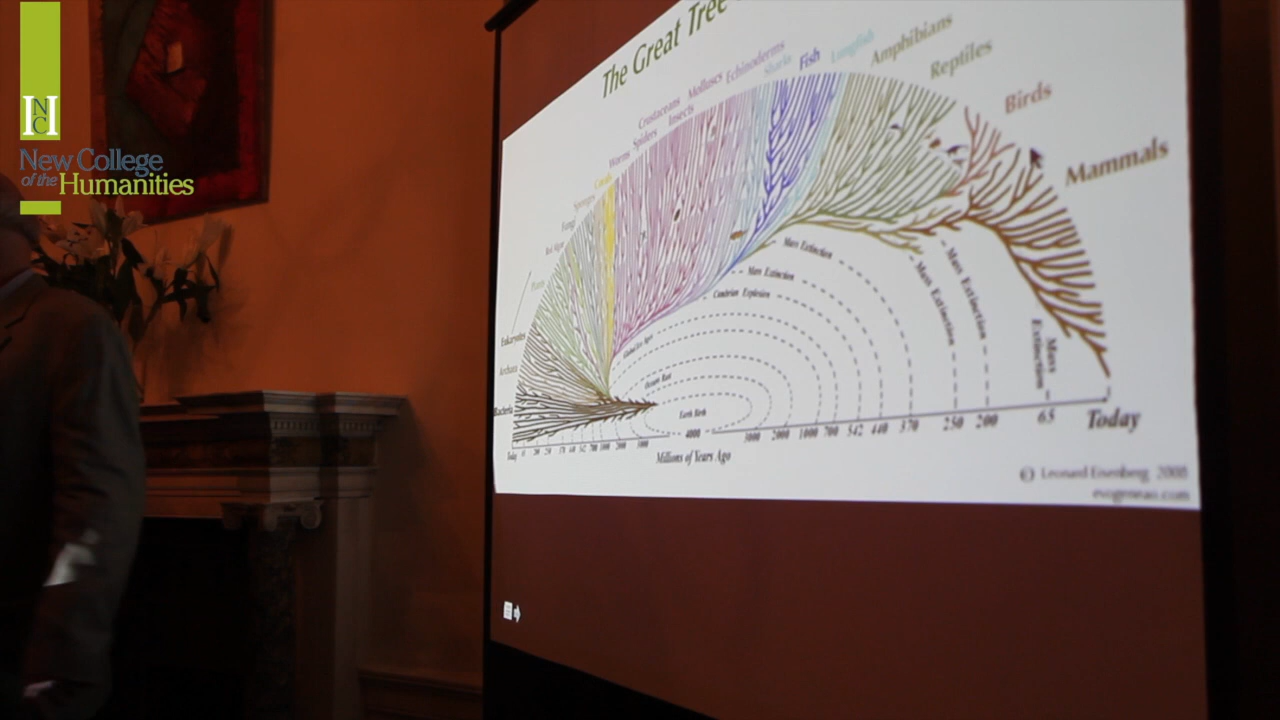 NCH
New College
of the Humanities
The Great Tree
Sponges
Fungi
Plants
Eukaryotes
Archaea
Bacteria
Worms
Spiders
Crustaceans
Insects
Molluscs
Echinoderms
Sharks
Fish
Lungfish
Amphibians
Reptiles
Birds
Mammals
Mass Extinction
Mass Extinction
Mass Extinction
Mass Extinction
Mass Extinction
Cambrian Explosion
Earth Birth
Today
4000
3000 2000 1000 700 542 440 370 250 200 65 Today
Millions of Years Ago
© Leonard Eisenberg 2008
evogeneao.com